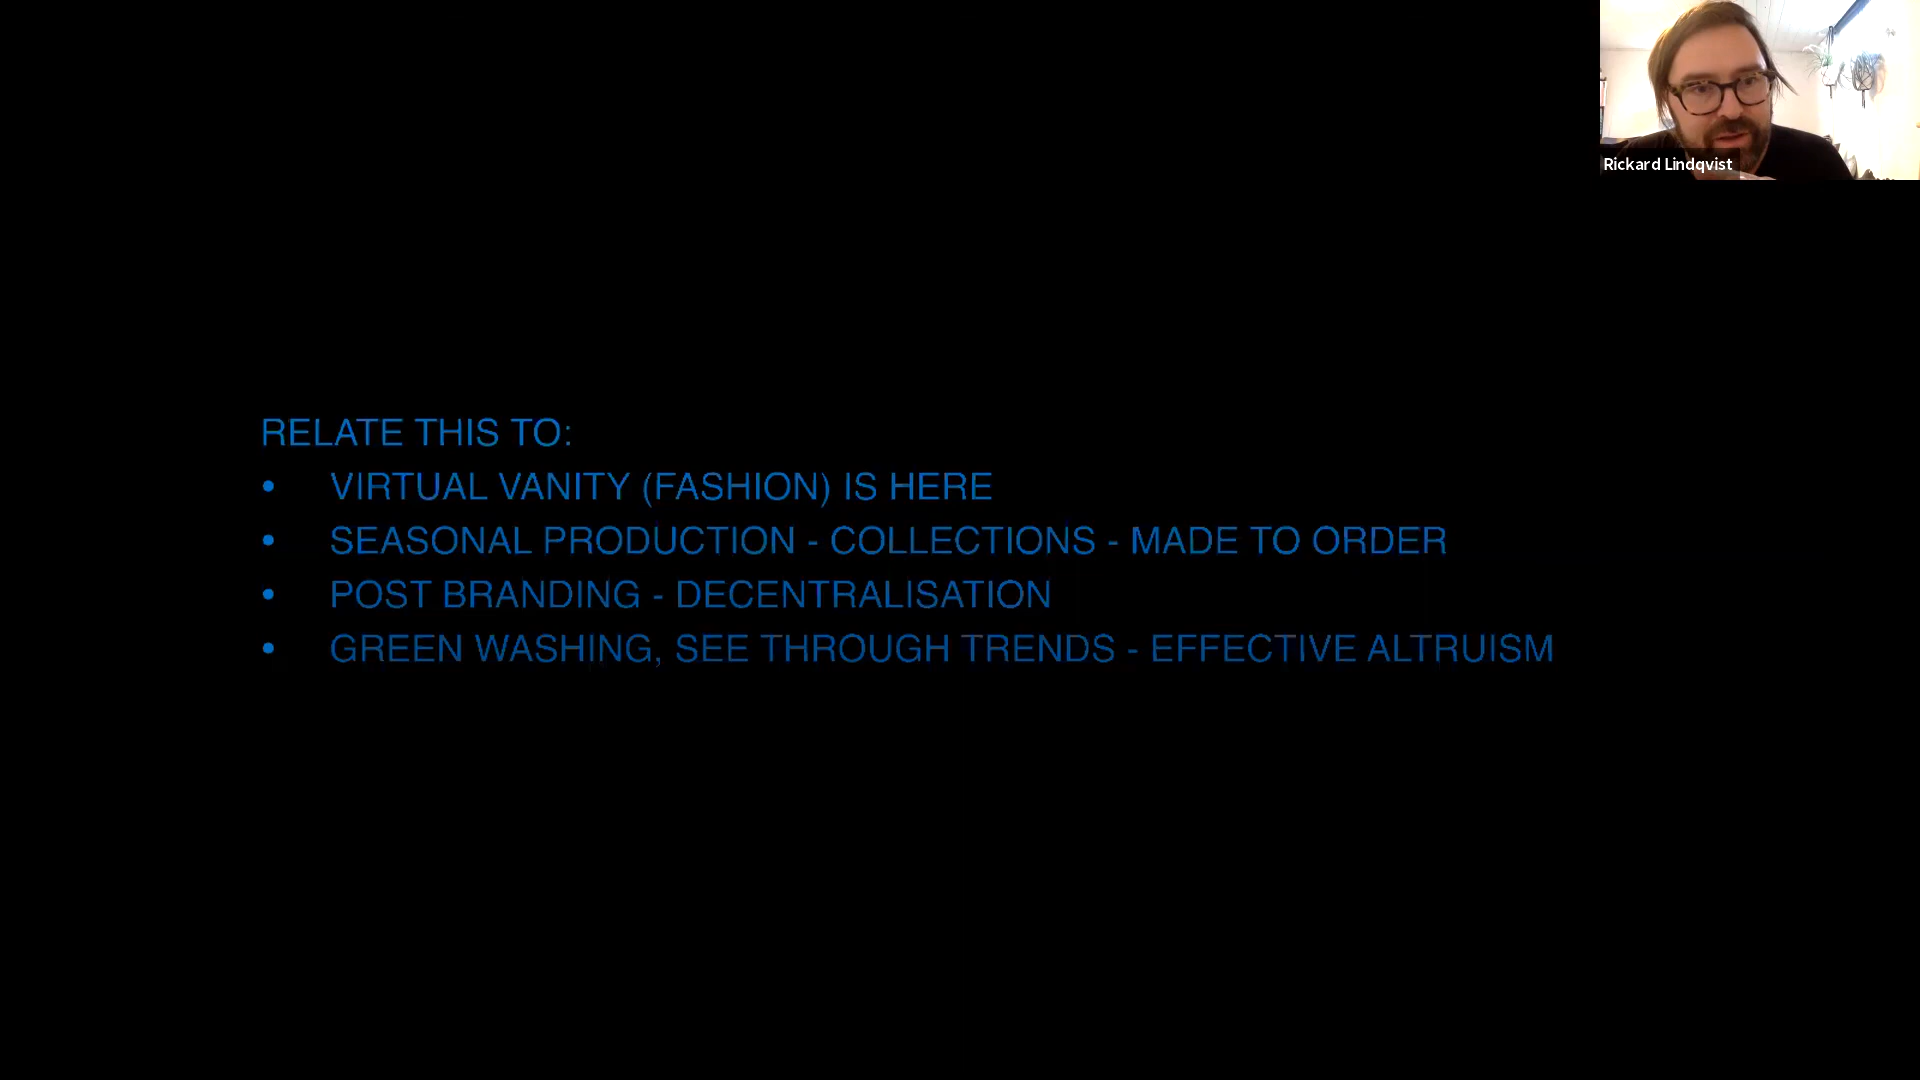 Rickard Lindqvist
RELATE THIS TO:
• VIRTUAL VANITY (FASHION) IS HERE
• SEASONAL PRODUCTION - COLLECTIONS - MADE TO ORDER
• POST BRANDING - DECENTRALISATION
• GREEN WASHING, SEE THROUGH TRENDS - EFFECTIVE ALTRUISM